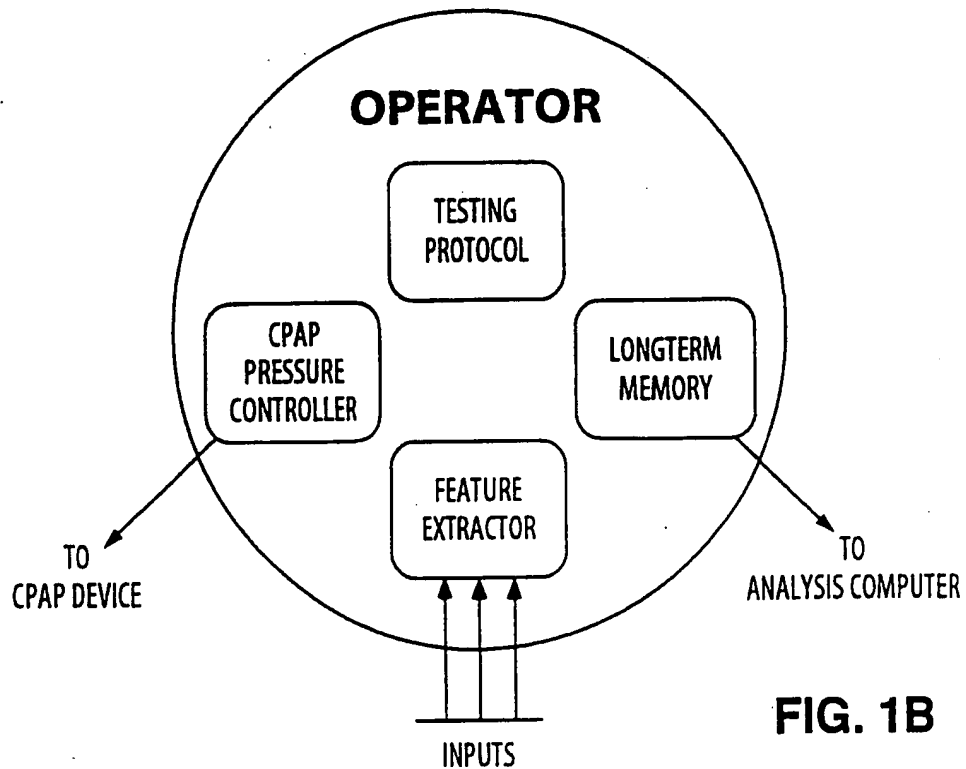 OPERATOR
TESTING
PROTOCOL
CPAP
PRESSURE
CONTROLLER
LONGTERM
MEMORY
FEATURE
EXTRACTOR
TO
CPAP DEVICE
TO
ANALYSIS COMPUTER
INPUTS
FIG. 1B